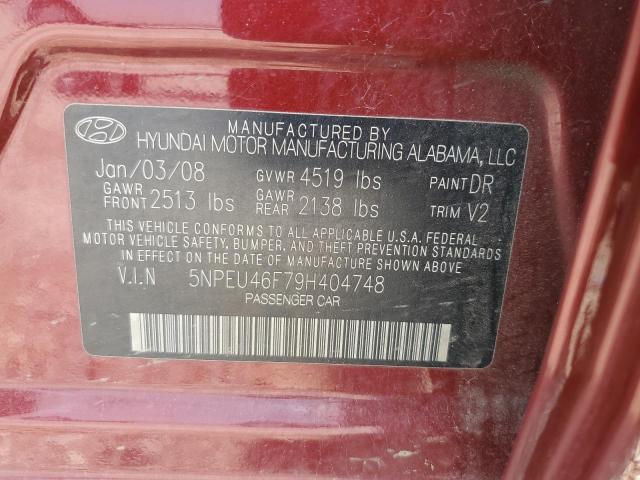 MANUFACTURED BY
HYUNDAI MOTOR MANUFACTURING ALABAMA, LLC
Jan/03/08 GVWR 4519 lbs PAINT DR
GAWR FRONT 2513 lbs GAWR REAR 2138 lbs TRIM V2
THIS VEHICLE CONFORMS TO ALL APPLICABLE U.S.A. FEDERAL
MOTOR VEHICLE SAFETY, BUMPER, AND THEFT PREVENTION STANDARDS
IN EFFECT ON THE DATE OF MANUFACTURE SHOWN ABOVE.
V.I.N 5NPEU46F79H404748
PASSENGER CAR